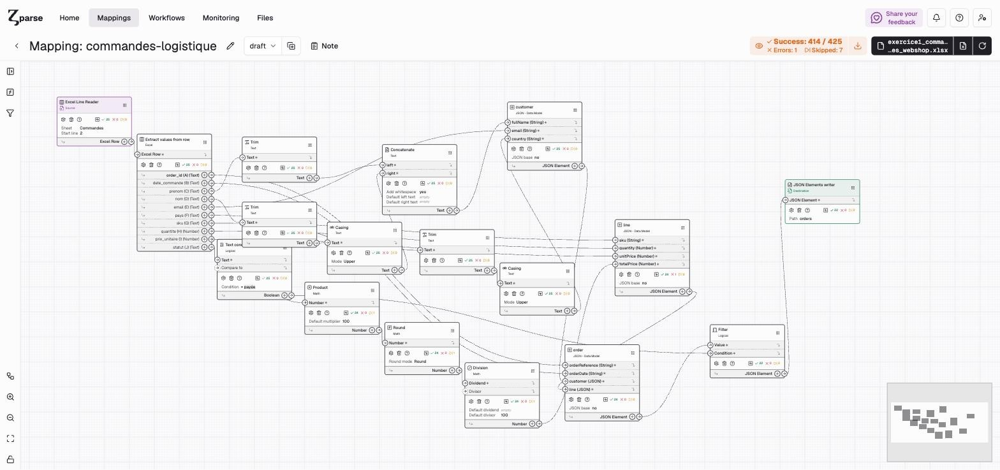 Zparse
Home
Mappings
Workflows
Monitoring
Files
Share your
feedback
Mapping: commandes-logistique
draft
Note
Success: 414 / 425
Errors: 1 Skipped: 7
exercice1_comma…
…es_webshop.xlsx
Excel Line Reader
Source
25 0 0
Sheet Commandes
Start line 2
Excel Row
Extract values from row
Excel
Excel Row *
25 0 0
order_id (A) (Text)
date_commande (B) (Text)
prenom (C) (Text)
nom (D) (Text)
email (E) (Text)
pays (F) (Text)
sku (G) (Text)
quantite (H) (Number)
prix_unitaire (I) (Number)
statut (J) (Text)
Trim
Text
Text *
25 0 0
Text
Trim
Text
Text *
25 0 0
Text
Text con
Logical
Text *
Compare to
25 0 0
Condition = payée
Boolean
Casing
Text
Text *
25 0 0
Mode Upper
Text
Concatenate
Text
left *
right *
25 0 0
Add whitespace yes
Default left text empty
Default right text empty
Text
Trim
Text
Text *
25 0 0
Text
Product
Math
Number *
24 0 1
Default multiplier 100
Number
Round
Math
Number *
24 0 1
Round mode Round
Number
Division
Math
Dividend *
Divisor
24 0 1
Default dividend empty
Default divisor 100
Number
customer
JSON - Data Model
fullName (String) *
email (String) *
country (String) *
25 0 0
JSON base no
JSON Element
Casing
Text
Text *
25 0 0
Mode Upper
Text
line
JSON - Data Model
sku (String) *
quantity (Number) *
unitPrice (Number) *
totalPrice (Number) *
24 1 0
JSON base no
JSON Element
order
JSON - Data Model
orderReference (String) *
orderDate (String) *
customer (JSON) *
line (JSON) *
24 0 0
JSON base no
JSON Element
Filter
Logical
Value *
Condition *
22 0
JSON Element
JSON Elements writer
Destination
JSON Element *
22 0
Path orders